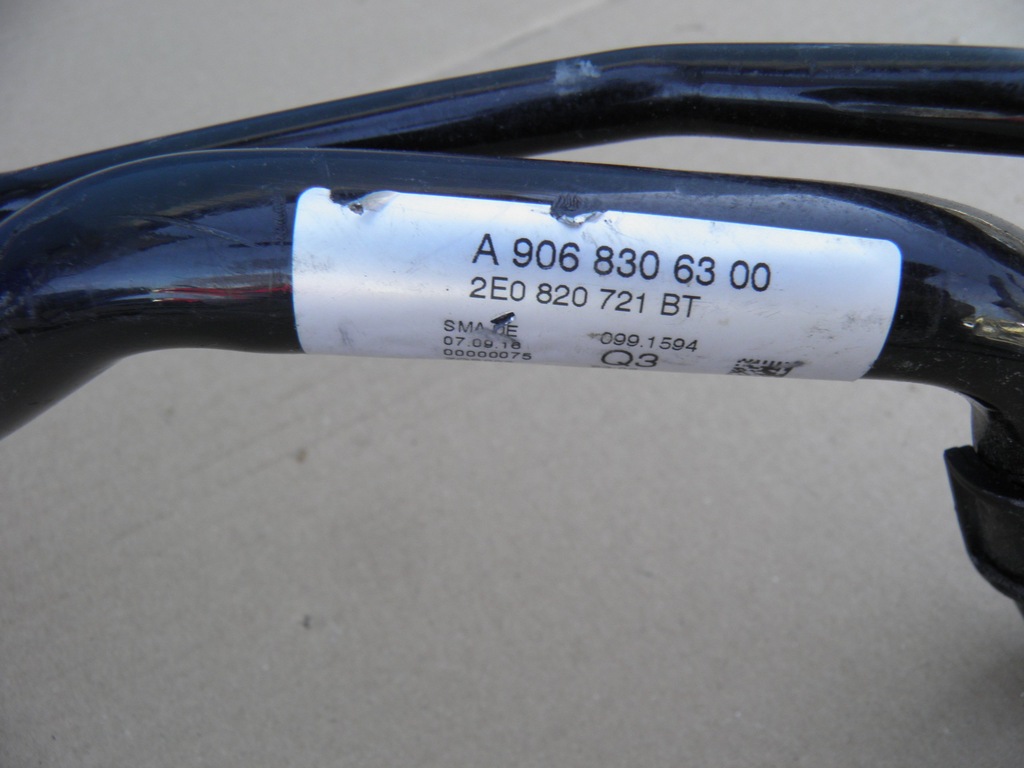 A 906 830 63 00
2E0 820 721 BT
099.1594
07.09.16
00000075
Q3